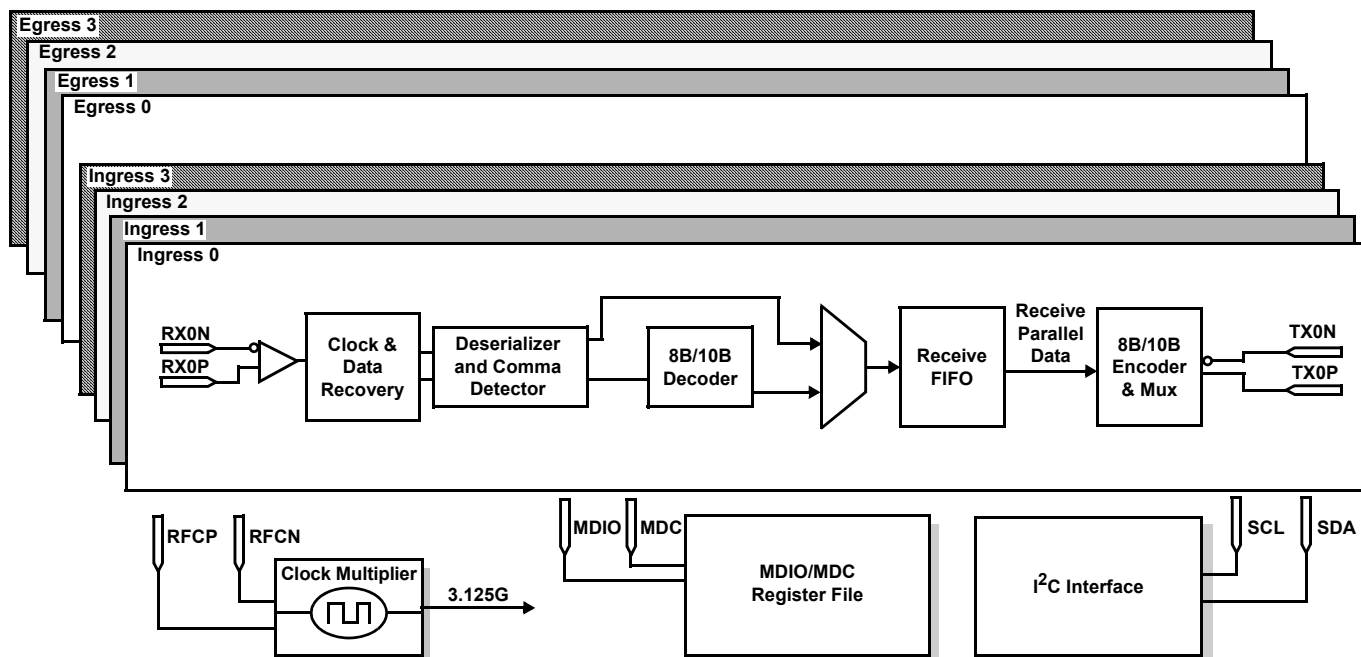 Egress 3
Egress 2
Egress 1
Egress 0
Ingress 3
Ingress 2
Ingress 1
Ingress 0
RX0N
RX0P
Clock &
Data
Recovery
Deserializer
and Comma
Detector
8B/10B
Decoder
Receive
FIFO
Receive
Parallel
Data
8B/10B
Encoder
& Mux
TX0N
TX0P
RFCP
RFCN
Clock Multiplier
3.125G
MDIO
MDC
MDIO/MDC
Register File
I²C Interface
SCL
SDA